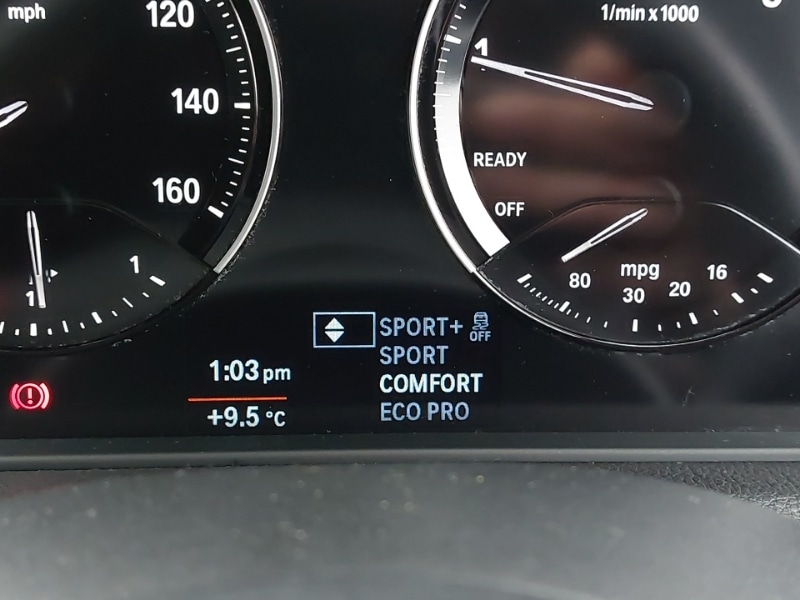 mph
120
140
160
1/min x 1000
1
READY
OFF
80 mpg 16
30 20
1
1
SPORT+ OFF
SPORT
COMFORT
ECO PRO
1:03 pm
+9.5 °C